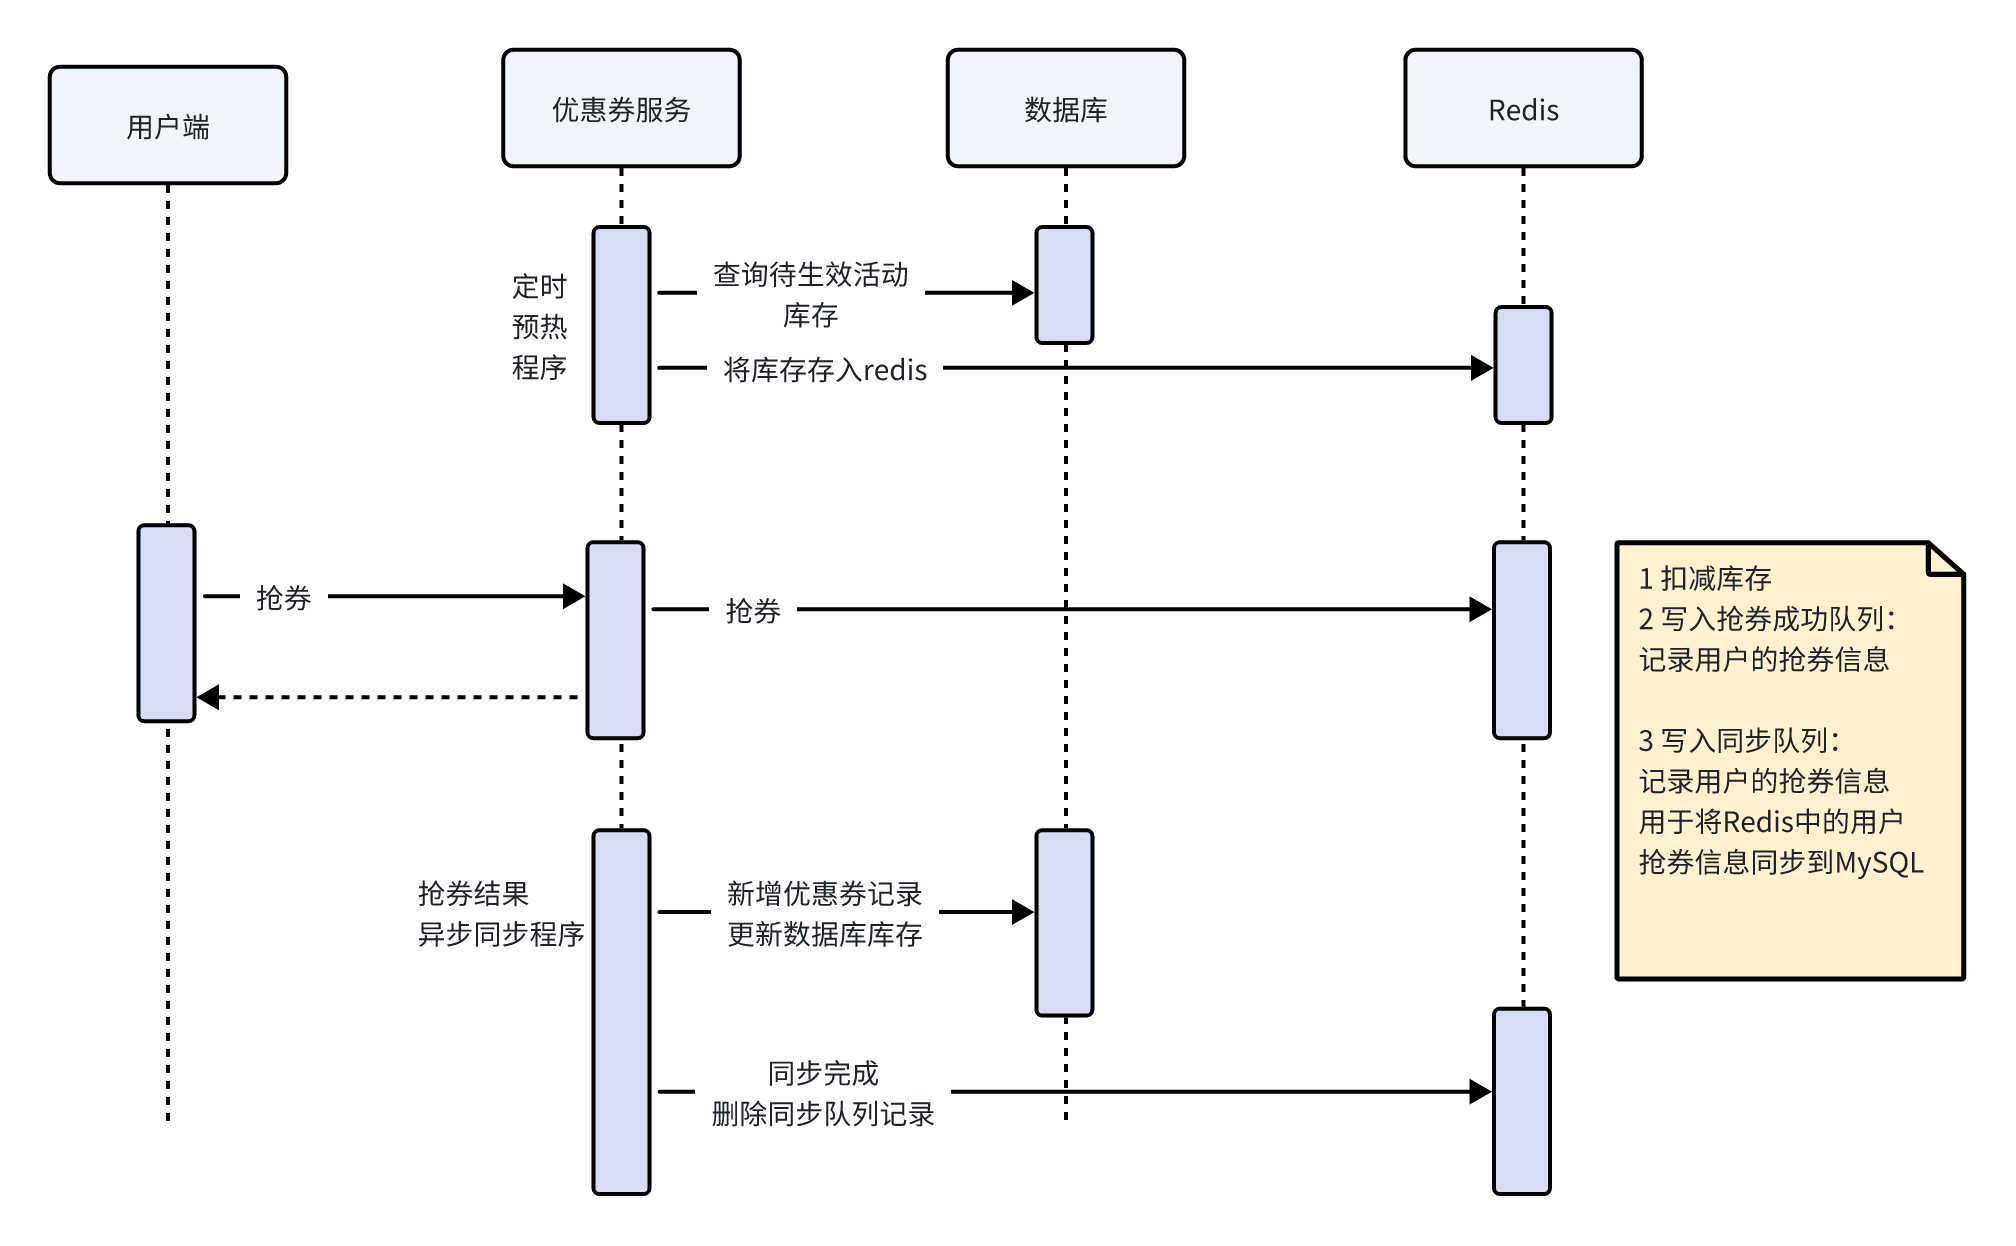 用户端
优惠券服务
数据库
Redis
定时
预热
程序
查询待生效活动
库存
将库存存入redis
抢券
抢券
1 扣减库存
2 写入抢券成功队列：
记录用户的抢券信息
3 写入同步队列：
记录用户的抢券信息
用于将Redis中的用户
抢券信息同步到MySQL
抢券结果
异步同步程序
新增优惠券记录
更新数据库库存
同步完成
删除同步队列记录